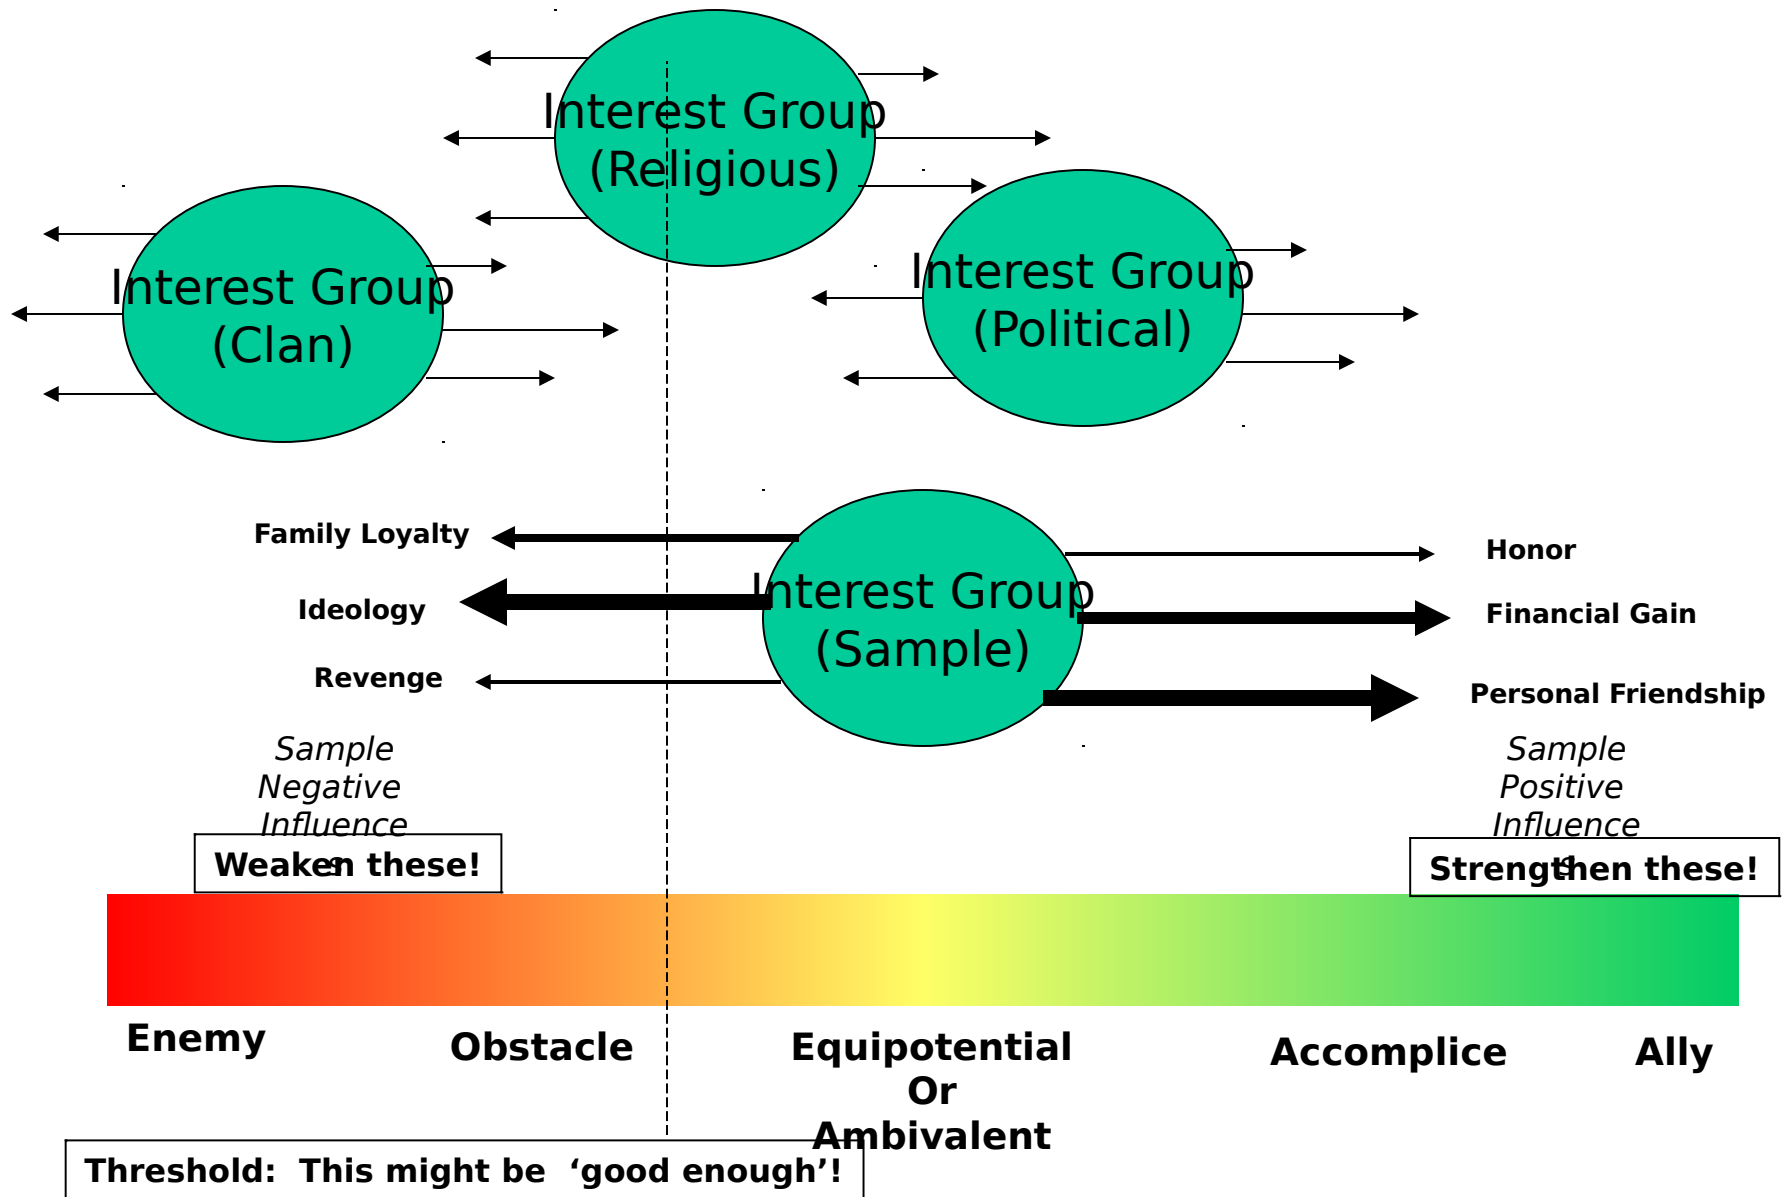 Interest Group
(Religious)
Interest Group
(Clan)
Interest Group
(Political)
Interest Group
(Sample)
Family Loyalty
Ideology
Revenge
Honor
Financial Gain
Personal Friendship
Sample
Negative
Influence
s
Weaken these!
Sample
Positive
Influence
s
Strengthen these!
Enemy
Obstacle
Equipotential
Or
Ambivalent
Accomplice
Ally
Threshold:  This might be  ‘good enough’!